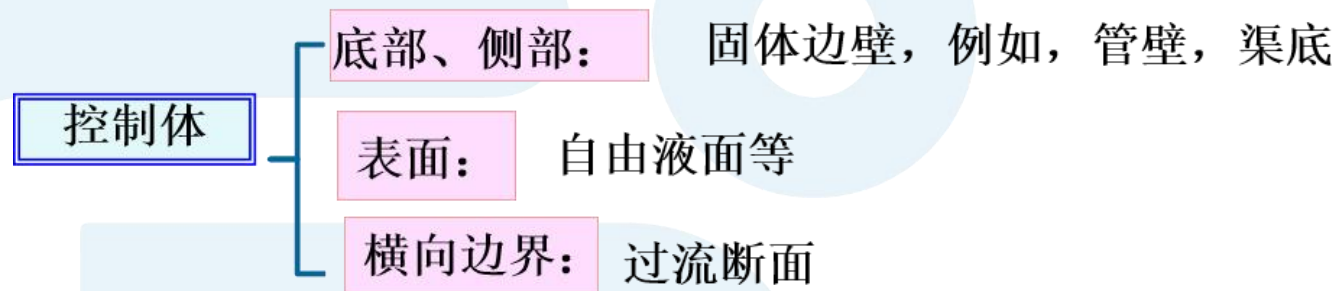 底部、侧部： 固体边壁，例如，管壁，渠底
控制体
表面： 自由液面等
横向边界： 过流断面